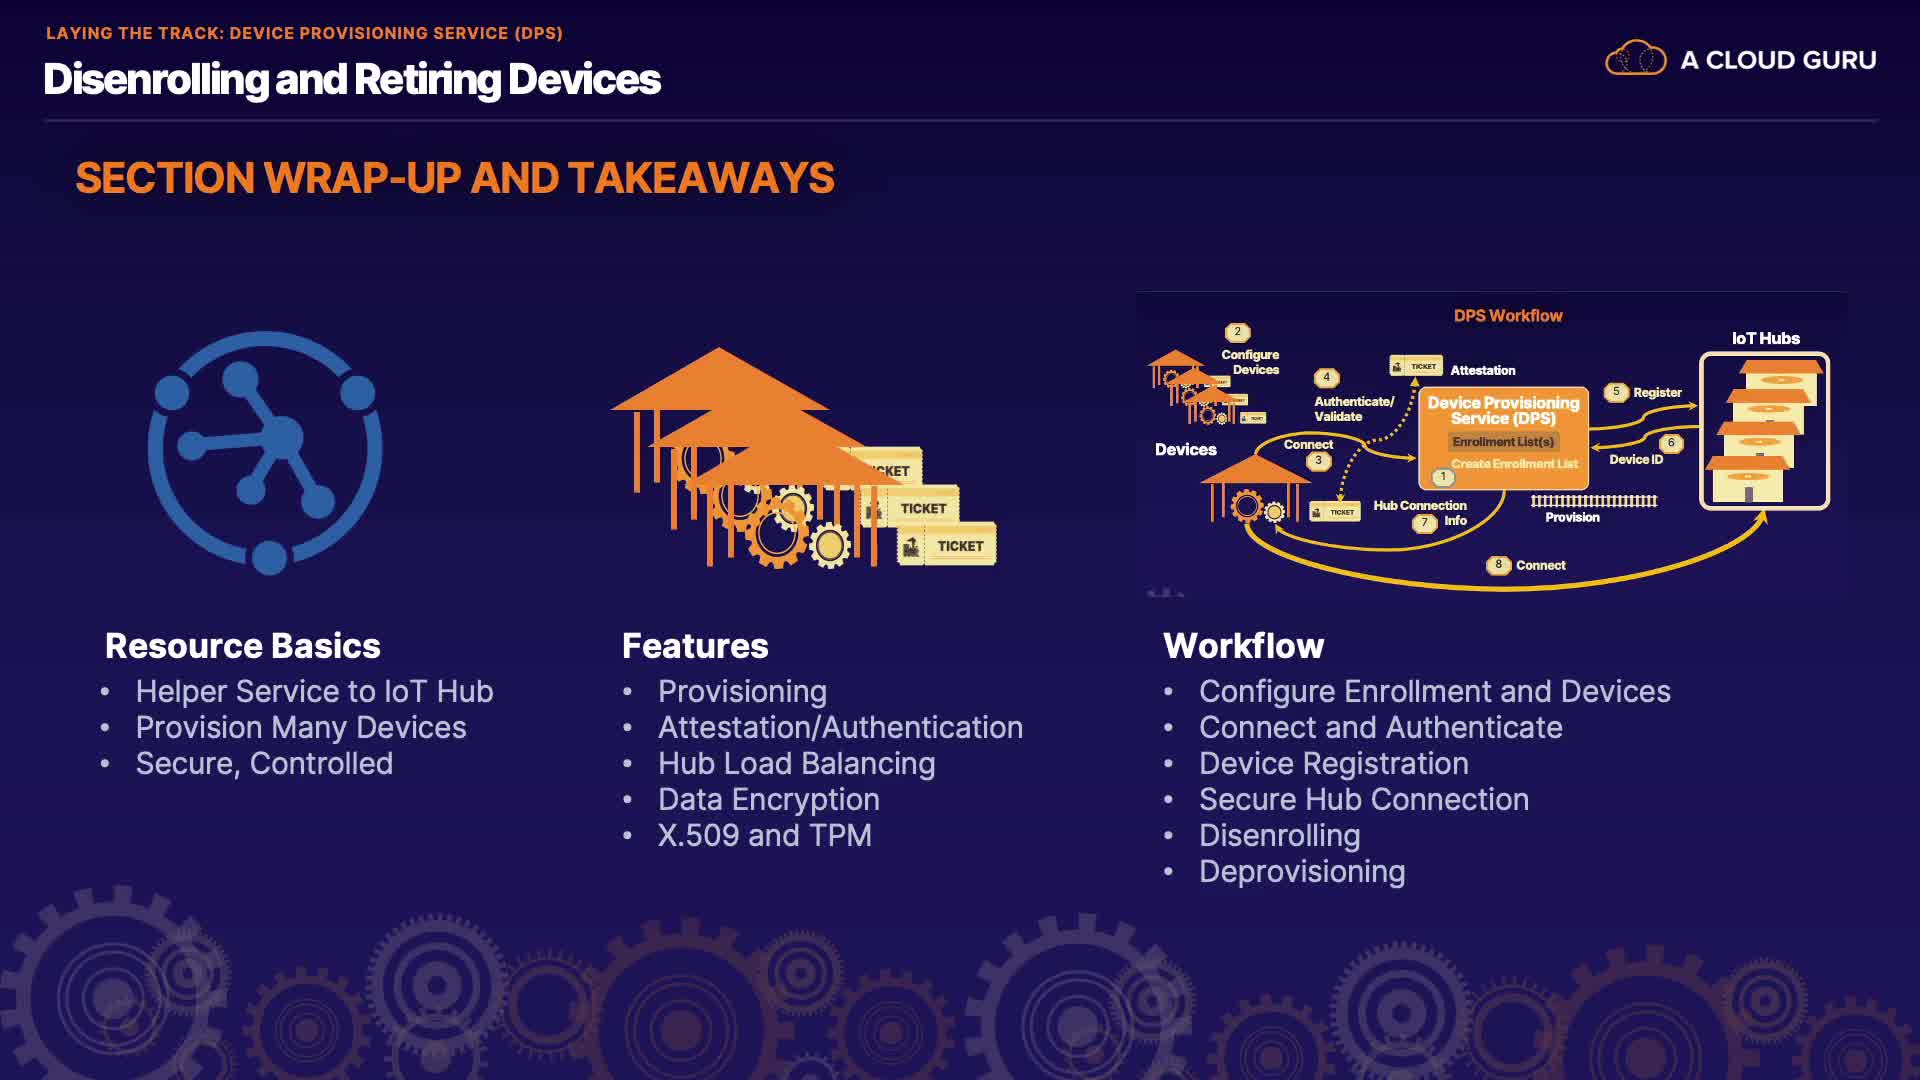 LAYING THE TRACK: DEVICE PROVISIONING SERVICE (DPS)
Disenrolling and Retiring Devices
A CLOUD GURU
SECTION WRAP-UP AND TAKEAWAYS
TICKET
TICKET
TICKET
DPS Workflow
IoT Hubs
2
Configure
Devices
4
Authenticate/
Validate
TICKET
Attestation
Device Provisioning
Service (DPS)
Enrollment List(s)
Create Enrollment List
1
5
Register
6
Device ID
Devices
Connect
3
TICKET
Hub Connection
Info
7
Provision
8
Connect
Resource Basics
• Helper Service to IoT Hub
• Provision Many Devices
• Secure, Controlled
Features
• Provisioning
• Attestation/Authentication
• Hub Load Balancing
• Data Encryption
• X.509 and TPM
Workflow
• Configure Enrollment and Devices
• Connect and Authenticate
• Device Registration
• Secure Hub Connection
• Disenrolling
• Deprovisioning